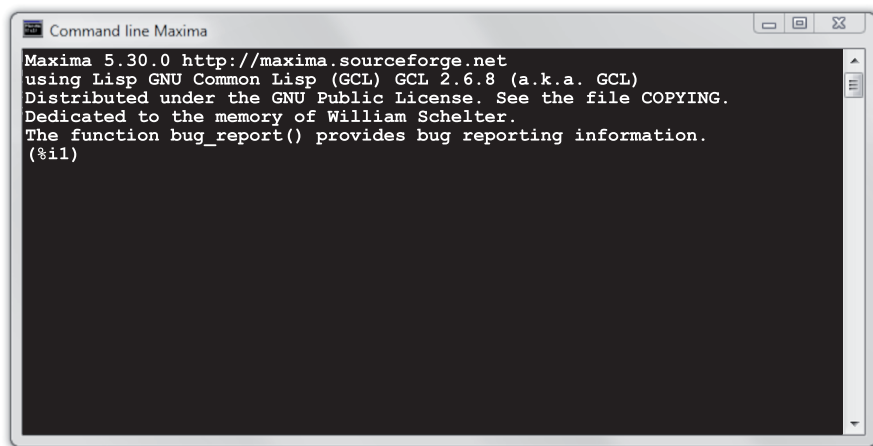 Command line Maxima
Maxima 5.30.0 http://maxima.sourceforge.net
using Lisp GNU Common Lisp (GCL) GCL 2.6.8 (a.k.a. GCL)
Distributed under the GNU Public License. See the file COPYING.
Dedicated to the memory of William Schelter.
The function bug_report() provides bug reporting information.
(%i1)